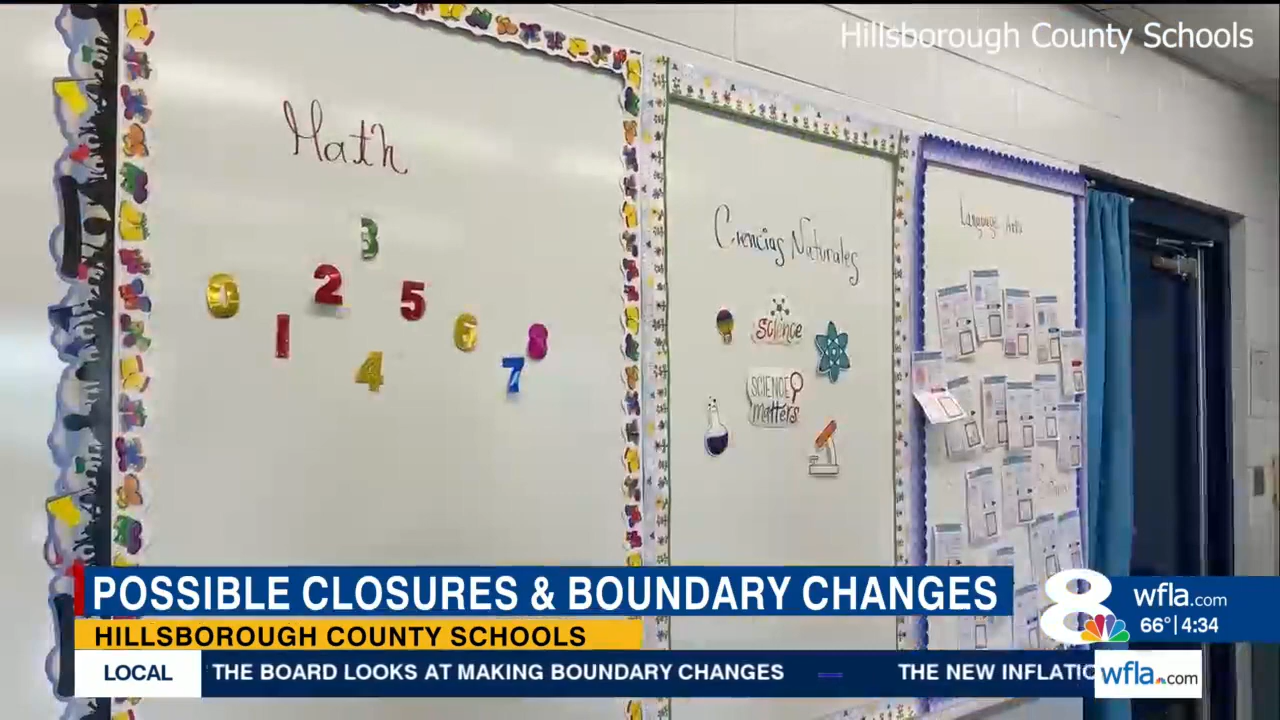 Hillsborough County Schools
Math
3
0
2
5
1
6
8
4
7
Ciencias Naturales
science
SCIENCE
matters
Language Arts
POSSIBLE CLOSURES & BOUNDARY CHANGES
HILLSBOROUGH COUNTY SCHOOLS
8
wfla.com
66° | 4:34
LOCAL
THE BOARD LOOKS AT MAKING BOUNDARY CHANGES
THE NEW INFLATIO
wfla.com